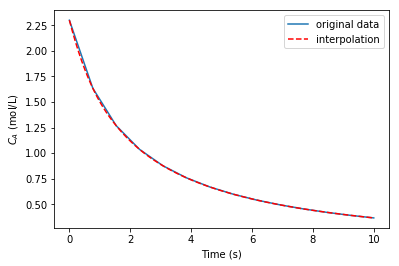 original data
interpolation
2.25
2.00
1.75
1.50
1.25
1.00
0.75
0.50
C_A (mol/L)
0 2 4 6 8 10
Time (s)